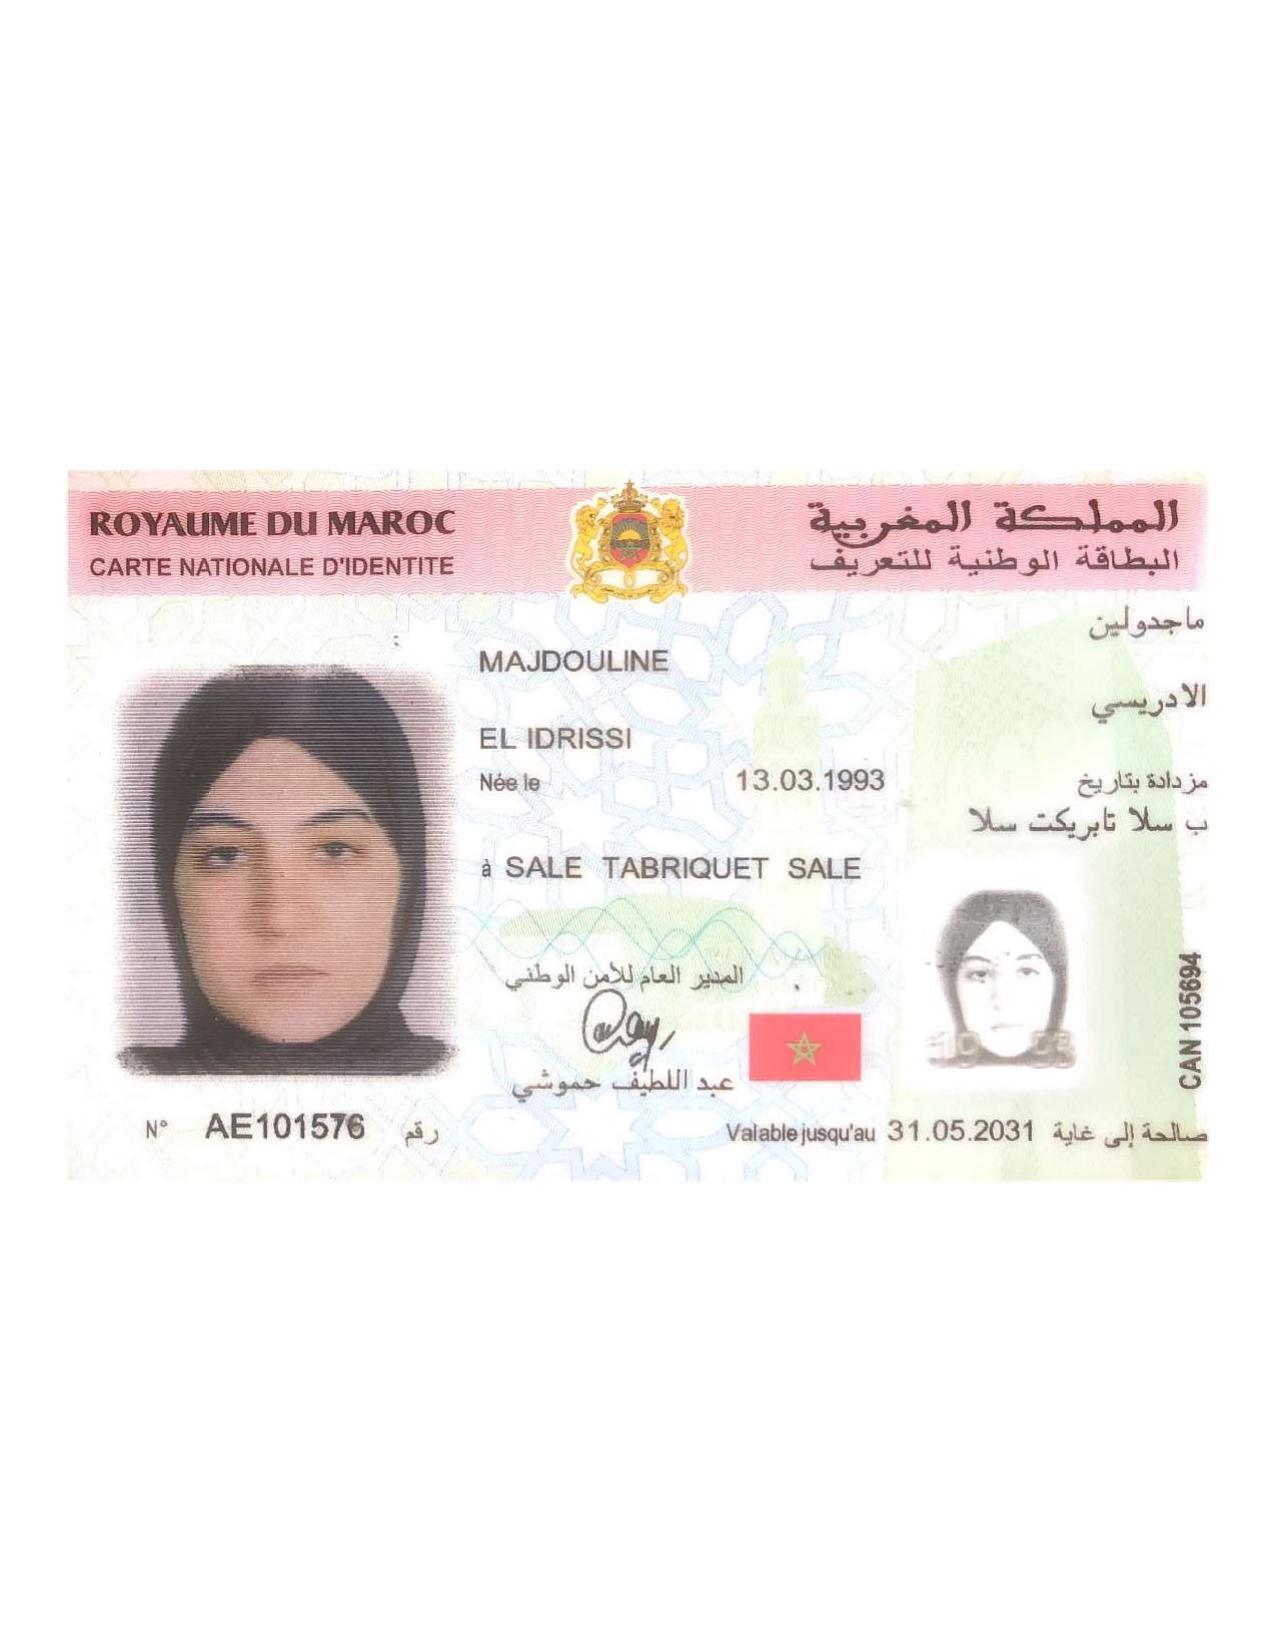 ROYAUME DU MAROC
المملكة المغربية
CARTE NATIONALE D'IDENTITE
البطاقة الوطنية للتعريف
ماجدولين
MAJDOULINE
الادريسي
EL IDRISSI
Née le 13.03.1993 مزدادة بتاريخ
ب سلا تابريكت سلا
à SALE TABRIQUET SALE
المدير العام للأمن الوطني
عبد اللطيف حموشي
CAN 105694
N° AE101576 رقم
Valable jusqu'au 31.05.2031 صالحة إلى غاية